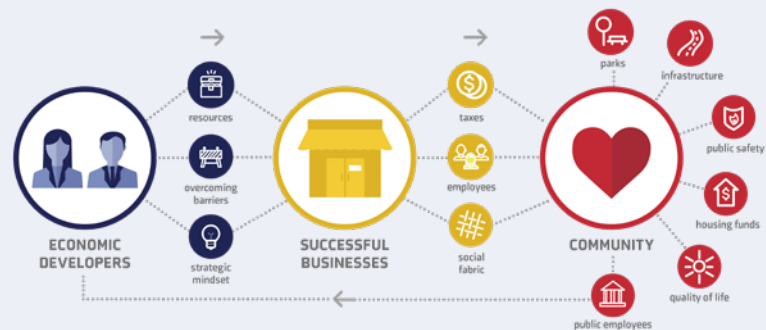 resources
overcoming
barriers
strategic
mindset
ECONOMIC
DEVELOPERS
taxes
employees
social
fabric
SUCCESSFUL
BUSINESSES
parks
infrastructure
public safety
housing funds
quality of life
public employees
COMMUNITY